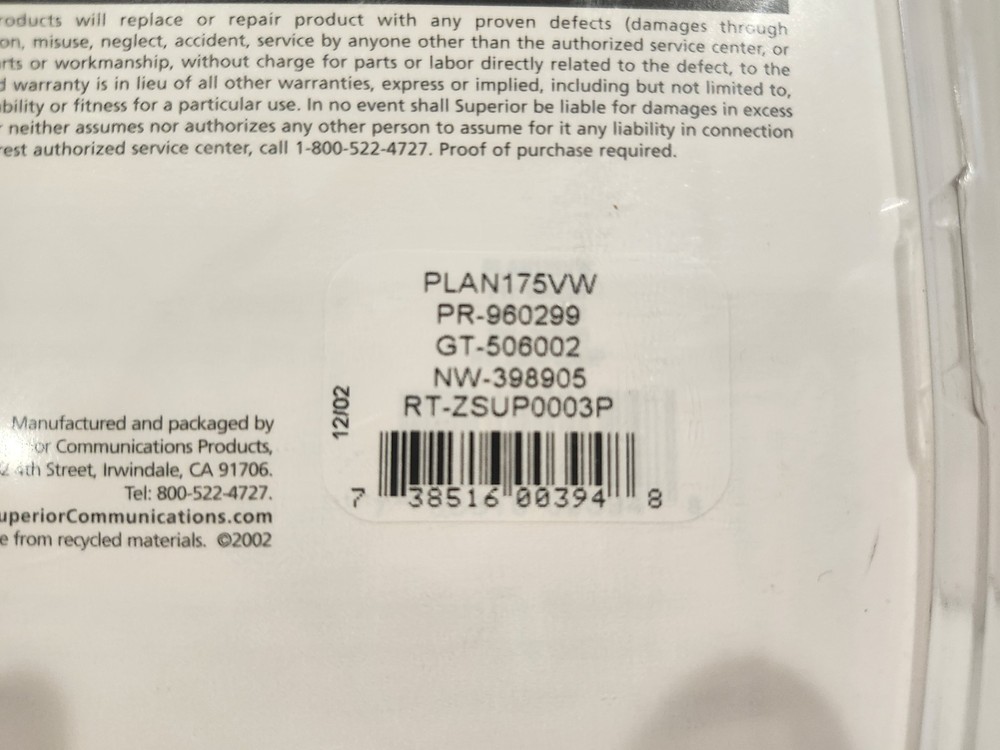 will replace or repair product with any proven defects (damages through
misuse, neglect, accident, service by anyone other than the authorized service center, or
or workmanship, without charge for parts or labor directly related to the defect, to the
warranty is in lieu of all other warranties, express or implied, including but not limited to,
or fitness for a particular use. In no event shall Superior be liable for damages in excess
neither assumes nor authorizes any other person to assume for it any liability in connection
authorized service center, call 1-800-522-4727. Proof of purchase required.
PLAN175VW
PR-960299
GT-506002
NW-398905
RT-ZSUP0003P
12/02
7 38516 00394 8
Manufactured and packaged by
Communications Products,
4th Street, Irwindale, CA 91706.
Tel: 800-522-4727.
uperiorCommunications.com
from recycled materials. ©2002